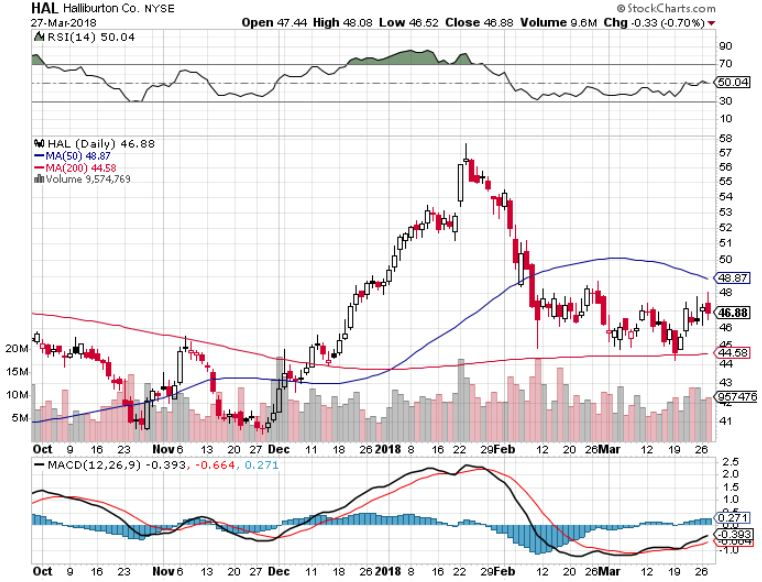 HAL Halliburton Co. NYSE © StockCharts.com
27-Mar-2018 Open 47.44 High 48.08 Low 46.52 Close 46.88 Volume 9.6M Chg -0.33 (-0.70%)
RSI(14) 50.04
90
70
50.04
30
10
HAL (Daily) 46.88
MA(50) 48.87
MA(200) 44.58
Volume 9,574,769
58
57
56
55
54
53
52
51
50
48.87
46.88
46
44.58
44
43
42
41
20M
15M
10M
5M
957476
Oct 9 16 23 Nov 6 13 20 27 Dec 11 18 26 2018 8 16 22 29 Feb 12 20 26 Mar 12 19 26
MACD(12,26,9) -0.393, -0.664, 0.271
2.5
2.0
1.5
1.0
0.271
-0.393
-1.0
Oct 9 16 23 Nov 6 13 20 27 Dec 11 18 26 2018 8 16 22 29 Feb 12 20 26 Mar 12 19 26